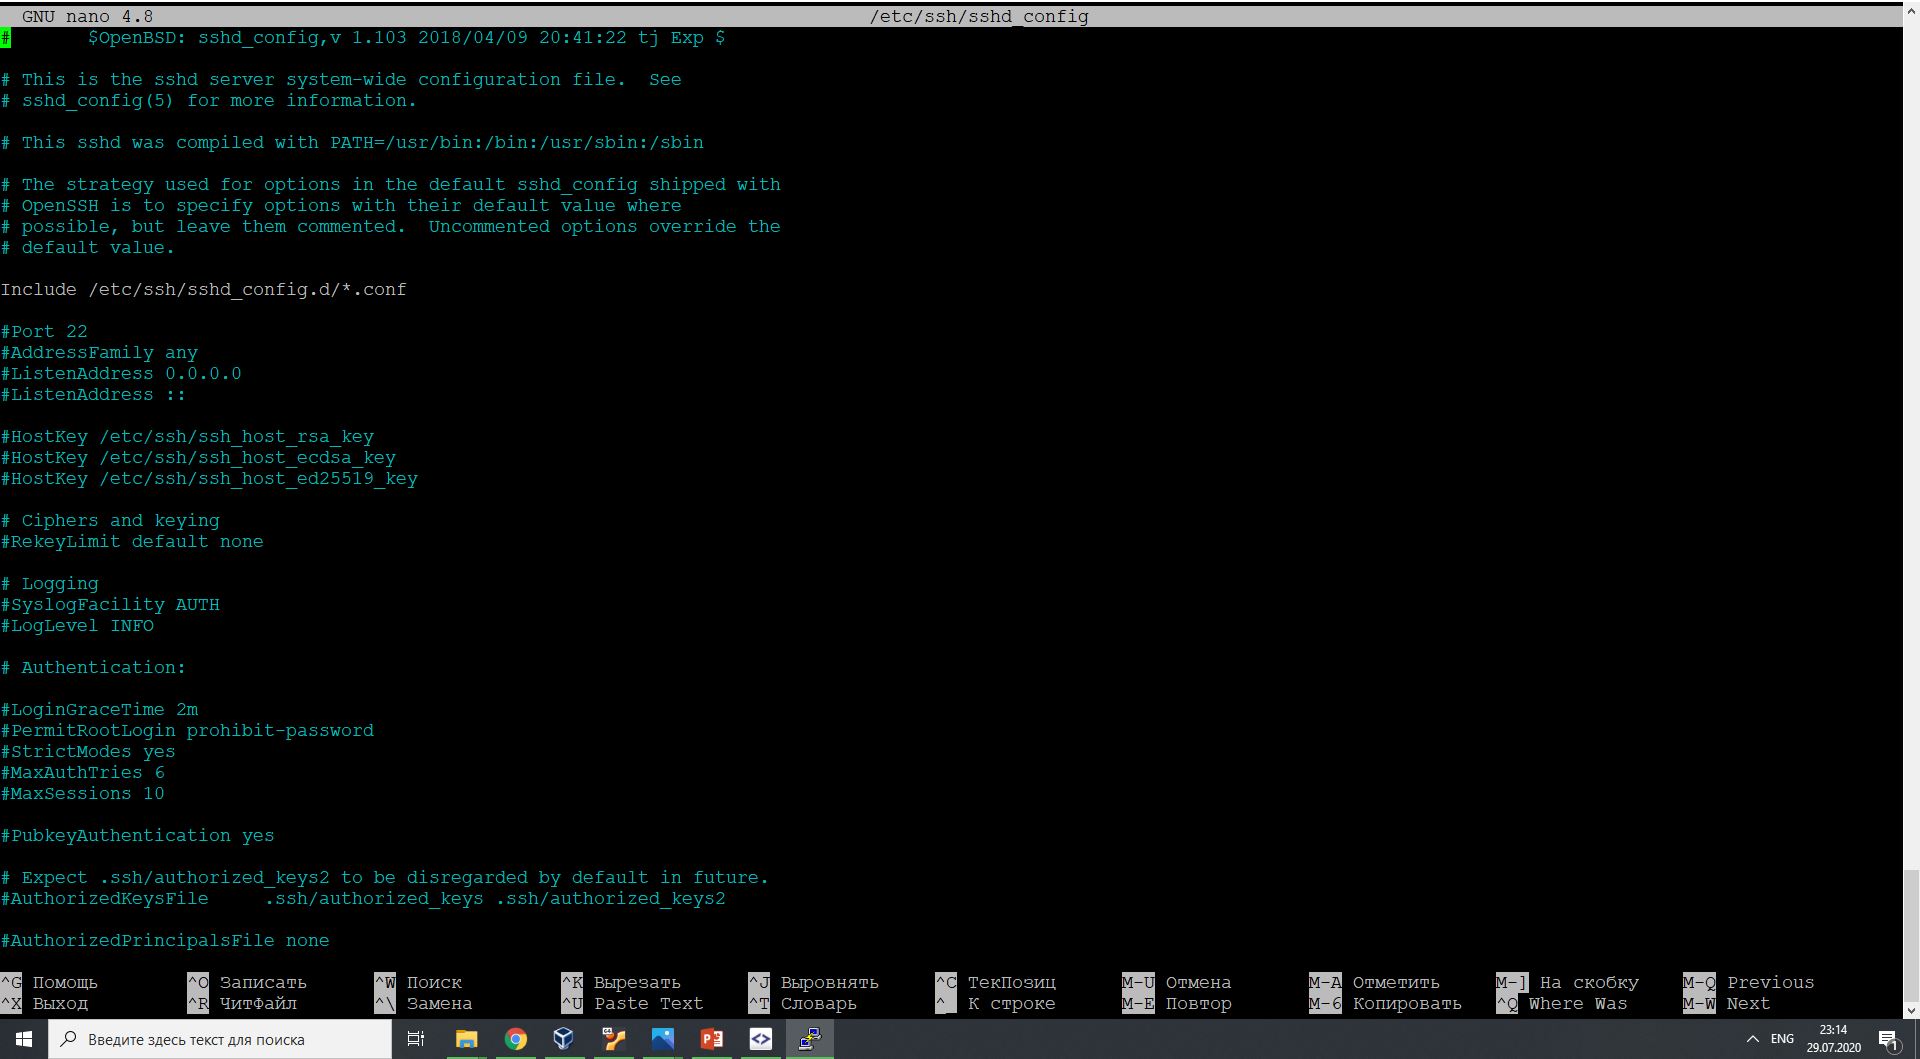 GNU nano 4.8 /etc/ssh/sshd_config
# $OpenBSD: sshd_config,v 1.103 2018/04/09 20:41:22 tj Exp $
# This is the sshd server system-wide configuration file. See
# sshd_config(5) for more information.
# This sshd was compiled with PATH=/usr/bin:/bin:/usr/sbin:/sbin
# The strategy used for options in the default sshd_config shipped with
# OpenSSH is to specify options with their default value where
# possible, but leave them commented. Uncommented options override the
# default value.
Include /etc/ssh/sshd_config.d/*.conf
#Port 22
#AddressFamily any
#ListenAddress 0.0.0.0
#ListenAddress ::
#HostKey /etc/ssh/ssh_host_rsa_key
#HostKey /etc/ssh/ssh_host_ecdsa_key
#HostKey /etc/ssh/ssh_host_ed25519_key
# Ciphers and keying
#RekeyLimit default none
# Logging
#SyslogFacility AUTH
#LogLevel INFO
# Authentication:
#LoginGraceTime 2m
#PermitRootLogin prohibit-password
#StrictModes yes
#MaxAuthTries 6
#MaxSessions 10
#PubkeyAuthentication yes
# Expect .ssh/authorized_keys2 to be disregarded by default in future.
#AuthorizedKeysFile .ssh/authorized_keys .ssh/authorized_keys2
#AuthorizedPrincipalsFile none
^G Помощь ^O Записать ^W Поиск ^K Вырезать ^J Выровнять ^C ТекПозиц M-U Отмена M-A Отметить M-] На скобку M-Q Previous
^X Выход ^R ЧитФайл ^\ Замена ^U Paste Text ^T Словарь ^_ К строке M-E Повтор M-6 Копировать ^Q Where Was M-W Next
Введите здесь текст для поиска
ENG
23:14
29.07.2020
1